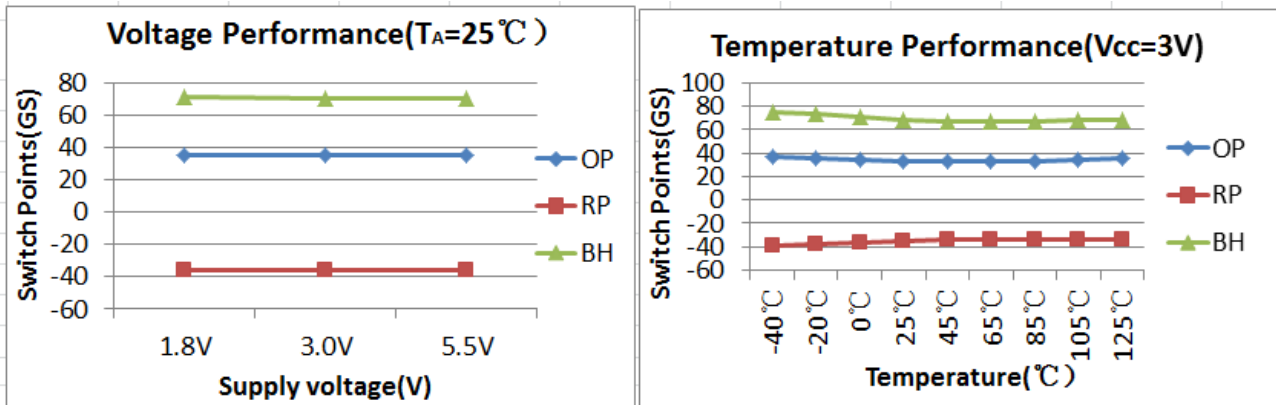 Voltage Performance(TA=25℃)
80
60
40
20
0
-20
-40
-60
Switch Points(GS)
1.8V 3.0V 5.5V
Supply voltage(V)
OP
RP
BH
Temperature Performance(Vcc=3V)
100
80
60
40
20
0
-20
-40
-60
Switch Points(GS)
-40℃ -20℃ 0℃ 25℃ 45℃ 65℃ 85℃ 105℃ 125℃
Temperature(℃)
OP
RP
BH